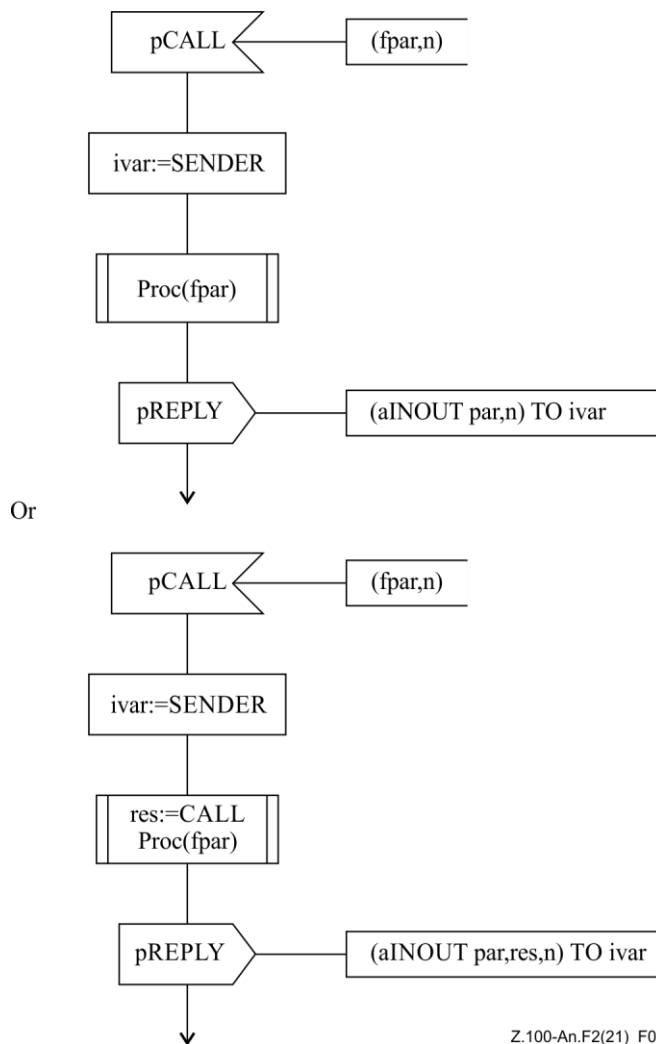 pCALL
(fpar,n)
ivar:=SENDER
Proc(fpar)
pREPLY
(aINOUT par,n) TO ivar
Or
pCALL
(fpar,n)
ivar:=SENDER
res:=CALL
Proc(fpar)
pREPLY
(aINOUT par,res,n) TO ivar
Z.100-An.F2(21)_F0